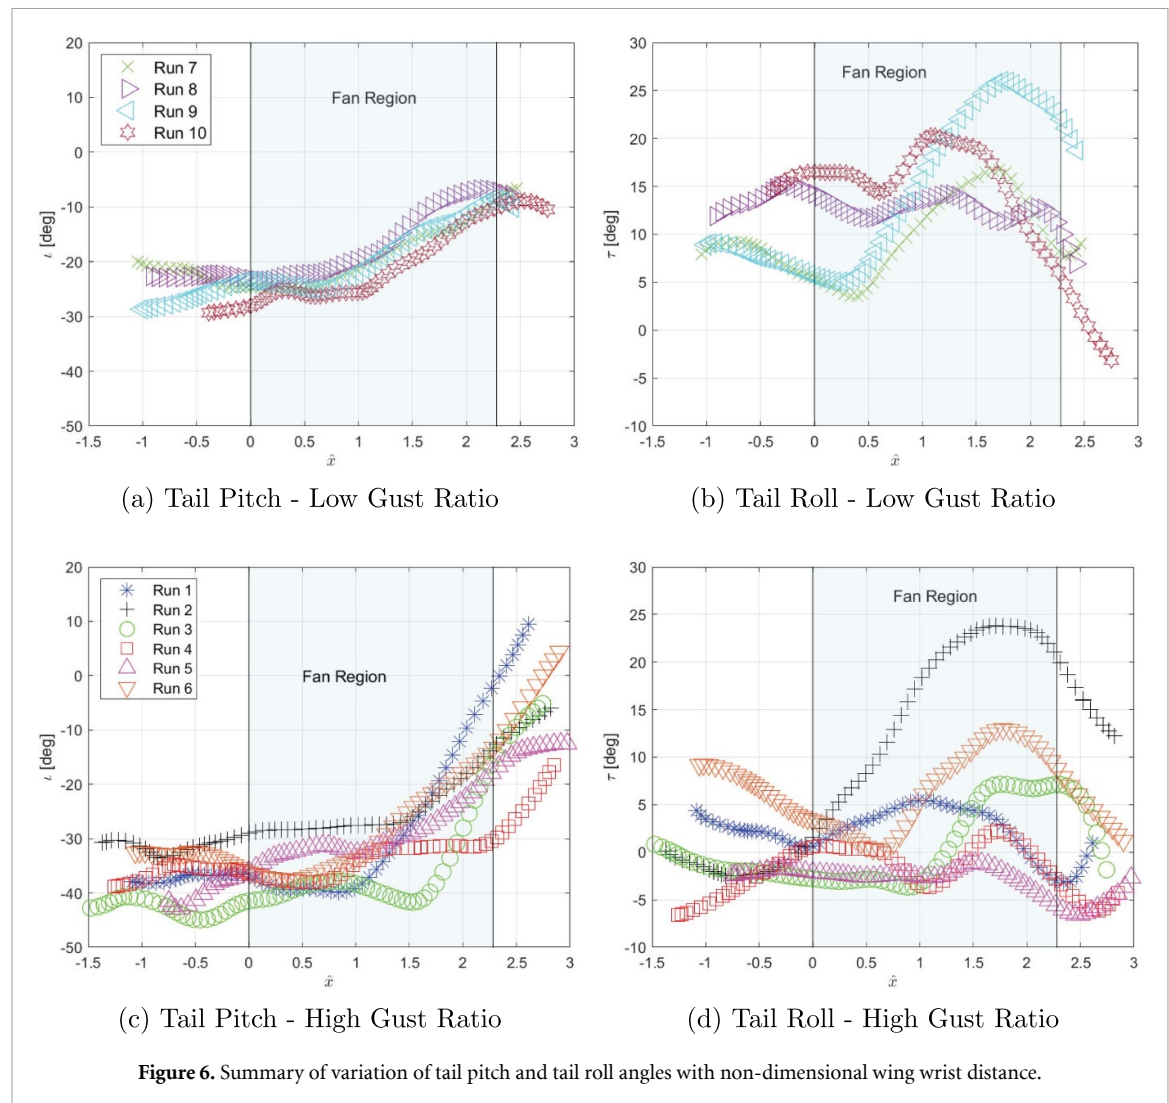 20
10
0
-10
-20
-30
-40
-50
ι [deg]
Run 7
Run 8
Run 9
Run 10
Fan Region
-1.5 -1 -0.5 0 0.5 1 1.5 2 2.5 3
x̂
(a) Tail Pitch - Low Gust Ratio
30
25
20
15
10
5
0
-5
-10
τ [deg]
Fan Region
-1.5 -1 -0.5 0 0.5 1 1.5 2 2.5 3
x̂
(b) Tail Roll - Low Gust Ratio
20
10
0
-10
-20
-30
-40
-50
ι [deg]
Run 1
Run 2
Run 3
Run 4
Run 5
Run 6
Fan Region
-1.5 -1 -0.5 0 0.5 1 1.5 2 2.5 3
x̂
(c) Tail Pitch - High Gust Ratio
30
25
20
15
10
5
0
-5
-10
τ [deg]
Fan Region
-1.5 -1 -0.5 0 0.5 1 1.5 2 2.5 3
x̂
(d) Tail Roll - High Gust Ratio
Figure 6. Summary of variation of tail pitch and tail roll angles with non-dimensional wing wrist distance.